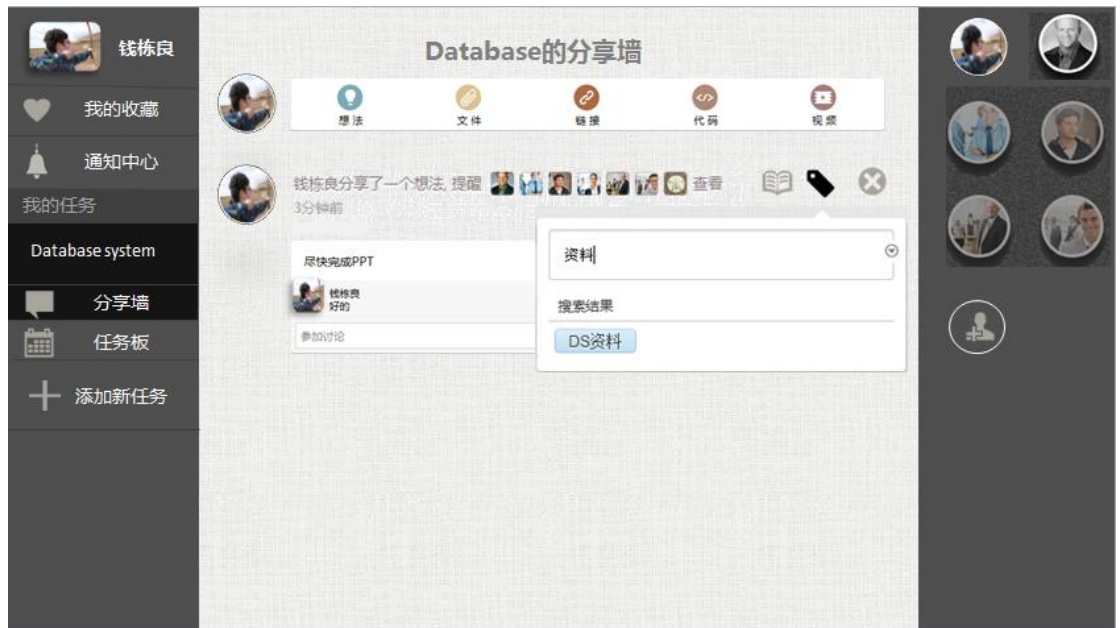 钱栋良
我的收藏
通知中心
我的任务
Database system
分享墙
任务板
添加新任务
Database的分享墙
想法
文件
链接
代码
视频
钱栋良分享了一个想法, 提醒 查看
3分钟前
尽快完成PPT
钱栋良
好的
参加讨论
资料
搜索结果
DS资料